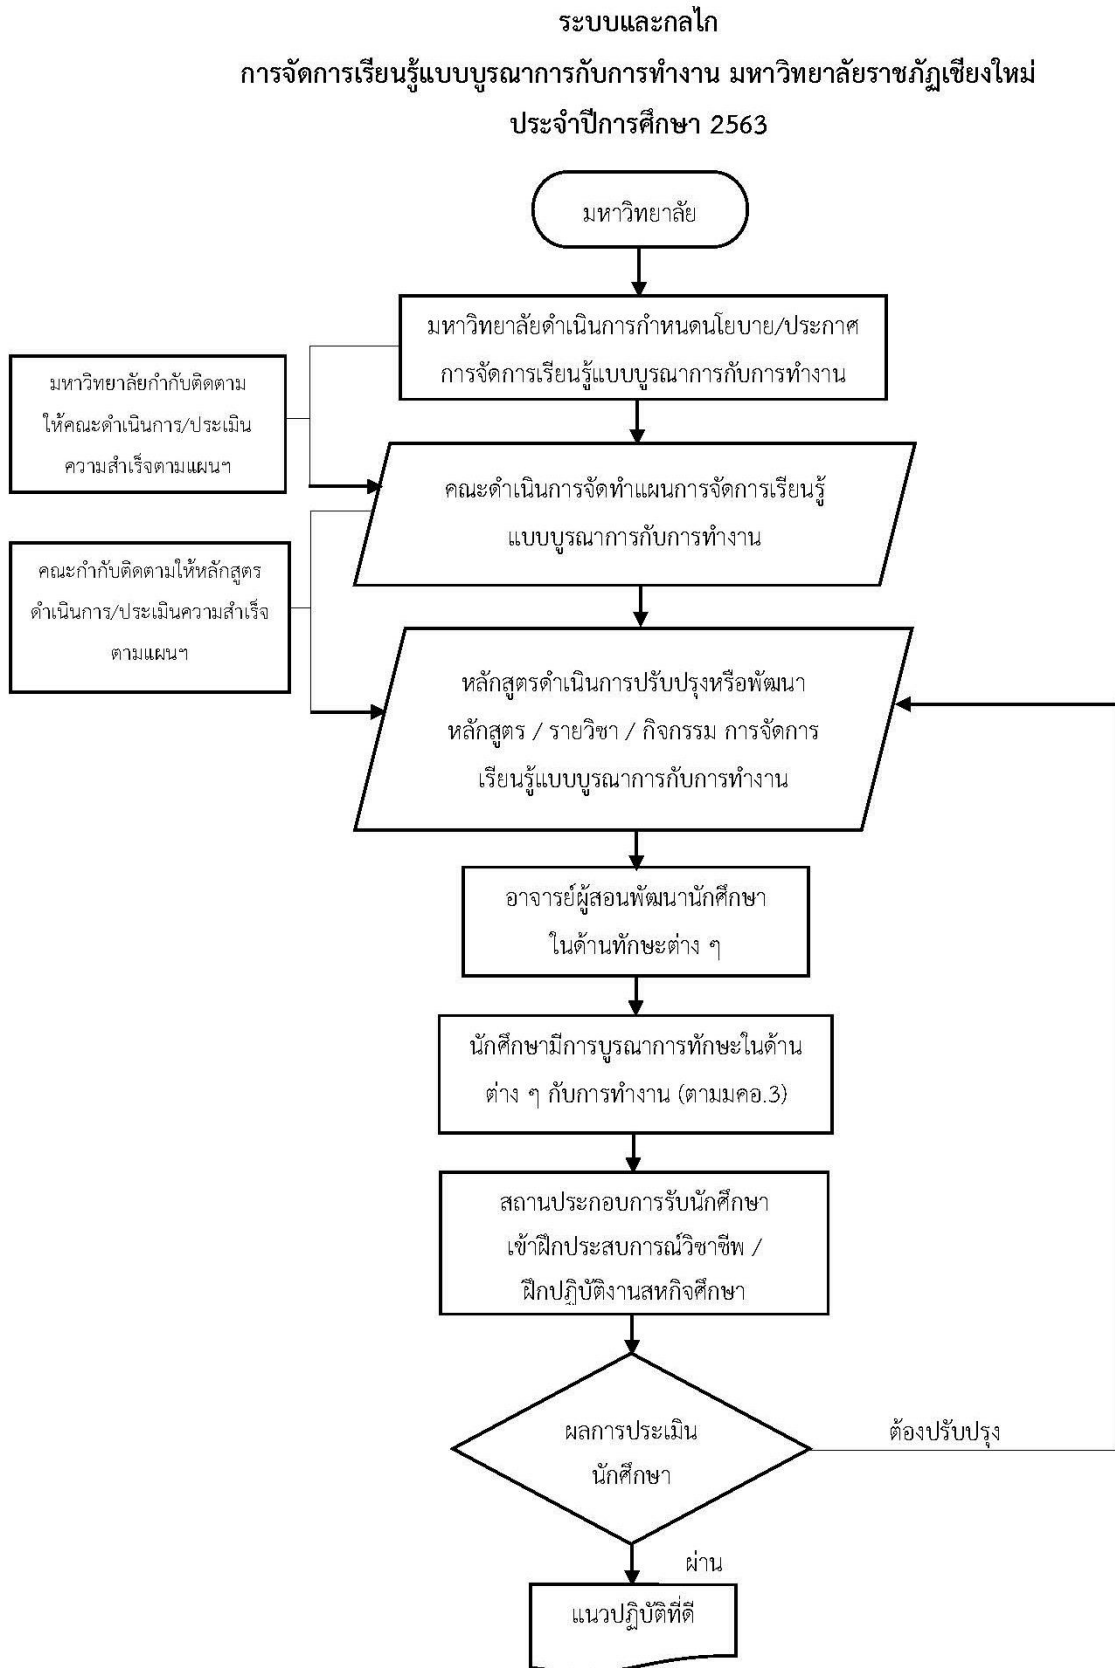 ระบบและกลไก
การจัดการเรียนรู้แบบบูรณาการกับการทำงาน มหาวิทยาลัยราชภัฏเชียงใหม่
ประจำปีการศึกษา 2563
มหาวิทยาลัย
มหาวิทยาลัยดำเนินการกำหนดนโยบาย/ประกาศ
การจัดการเรียนรู้แบบบูรณาการกับการทำงาน
มหาวิทยาลัยกำกับติดตาม
ให้คณะดำเนินการ/ประเมิน
ความสำเร็จตามแผนฯ
คณะดำเนินการจัดทำแผนการจัดการเรียนรู้
แบบบูรณาการกับการทำงาน
คณะกำกับติดตามให้หลักสูตร
ดำเนินการ/ประเมินความสำเร็จ
ตามแผนฯ
หลักสูตรดำเนินการปรับปรุงหรือพัฒนา
หลักสูตร / รายวิชา / กิจกรรม การจัดการ
เรียนรู้แบบบูรณาการกับการทำงาน
อาจารย์ผู้สอนพัฒนานักศึกษา
ในด้านทักษะต่าง ๆ
นักศึกษามีการบูรณาการทักษะในด้าน
ต่าง ๆ กับการทำงาน (ตามมคอ.3)
สถานประกอบการรับนักศึกษา
เข้าฝึกประสบการณ์วิชาชีพ /
ฝึกปฏิบัติงานสหกิจศึกษา
ผลการประเมิน
นักศึกษา
ต้องปรับปรุง
ผ่าน
แนวปฏิบัติที่ดี